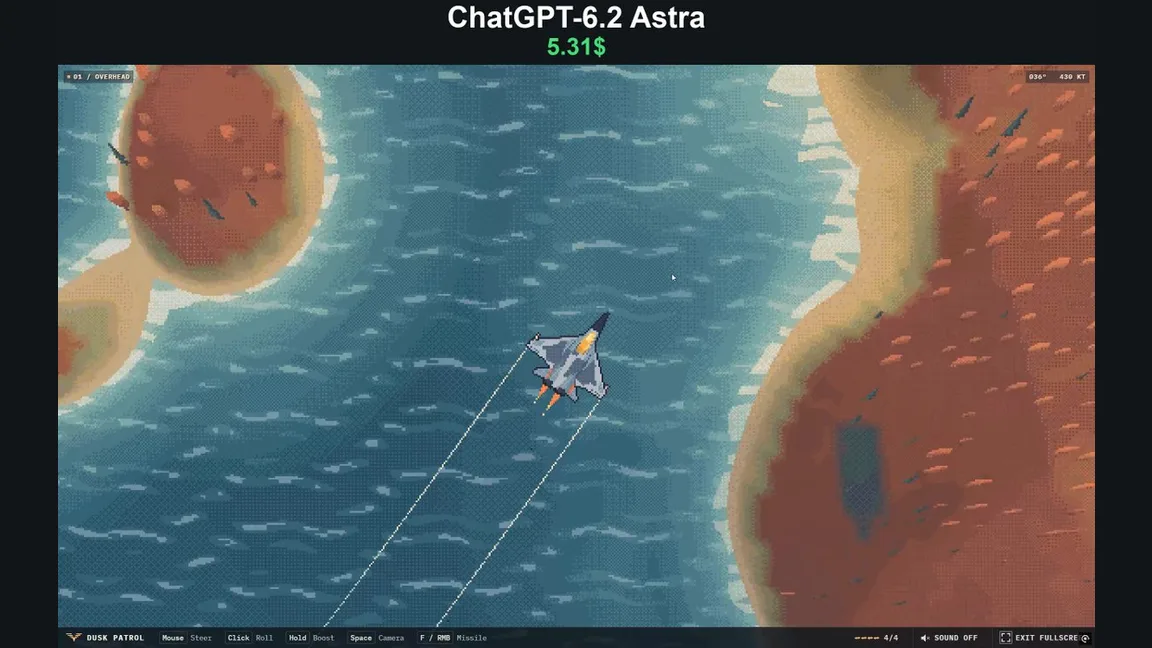 ChatGPT-6.2 Astra
5.31$
01 / OVERHEAD
036° 430 KT
DUSK PATROL Mouse Steer Click Roll Hold Boost Space Camera F / RMB Missile 4/4 SOUND OFF EXIT FULLSCRE